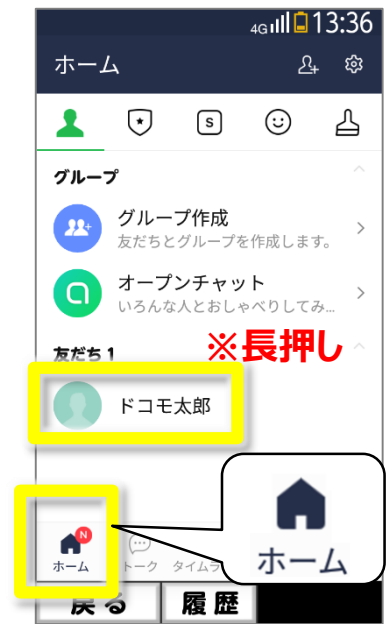 4G 13:36
ホーム
S
グループ
グループ作成
友だちとグループを作成します。
オープンチャット
いろんな人とおしゃべりしてみ...
※長押し
友だち 1
ドコモ太郎
N
ホーム
トーク
タイムラ
ホーム
戻る
履歴